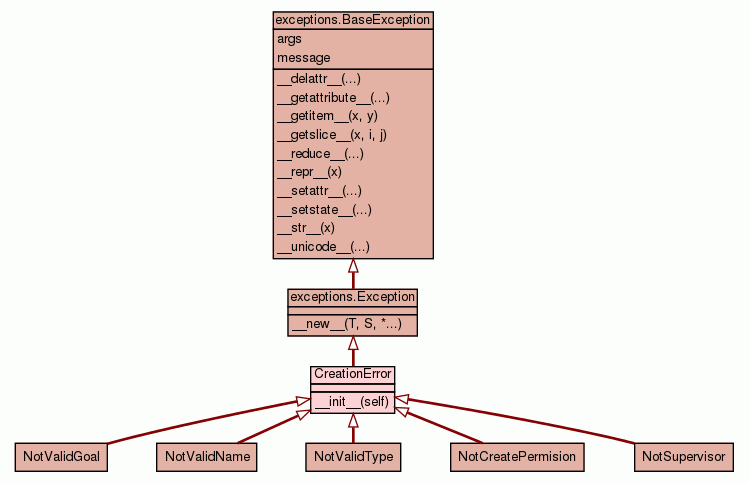 exceptions.BaseException
args
message
__delattr__(...)
__getattribute__(...)
__getitem__(x, y)
__getslice__(x, i, j)
__reduce__(...)
__repr__(x)
__setattr__(...)
__setstate__(...)
__str__(x)
__unicode__(...)
exceptions.Exception
__new__(T, S, *...)
CreationError
__init__(self)
NotValidGoal
NotValidName
NotValidType
NotCreatePermision
NotSupervisor